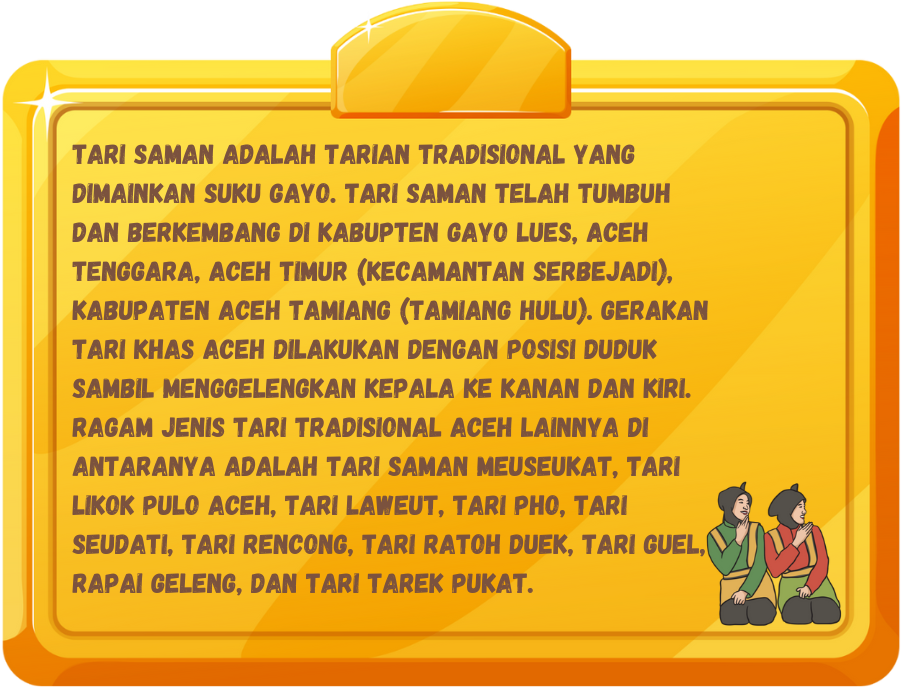 TARI SAMAN ADALAH TARIAN TRADISIONAL YANG
DIMAINKAN SUKU GAYO. TARI SAMAN TELAH TUMBUH
DAN BERKEMBANG DI KABUPTEN GAYO LUES, ACEH
TENGGARA, ACEH TIMUR (KECAMANTAN SERBEJADI),
KABUPATEN ACEH TAMIANG (TAMIANG HULU). GERAKAN
TARI KHAS ACEH DILAKUKAN DENGAN POSISI DUDUK
SAMBIL MENGGELENGKAN KEPALA KE KANAN DAN KIRI.
RAGAM JENIS TARI TRADISIONAL ACEH LAINNYA DI
ANTARANYA ADALAH TARI SAMAN MEUSEUKAT, TARI
LIKOK PULO ACEH, TARI LAWEUT, TARI PHO, TARI
SEUDATI, TARI RENCONG, TARI RATOH DUEK, TARI GUEL,
RAPAI GELENG, DAN TARI TAREK PUKAT.